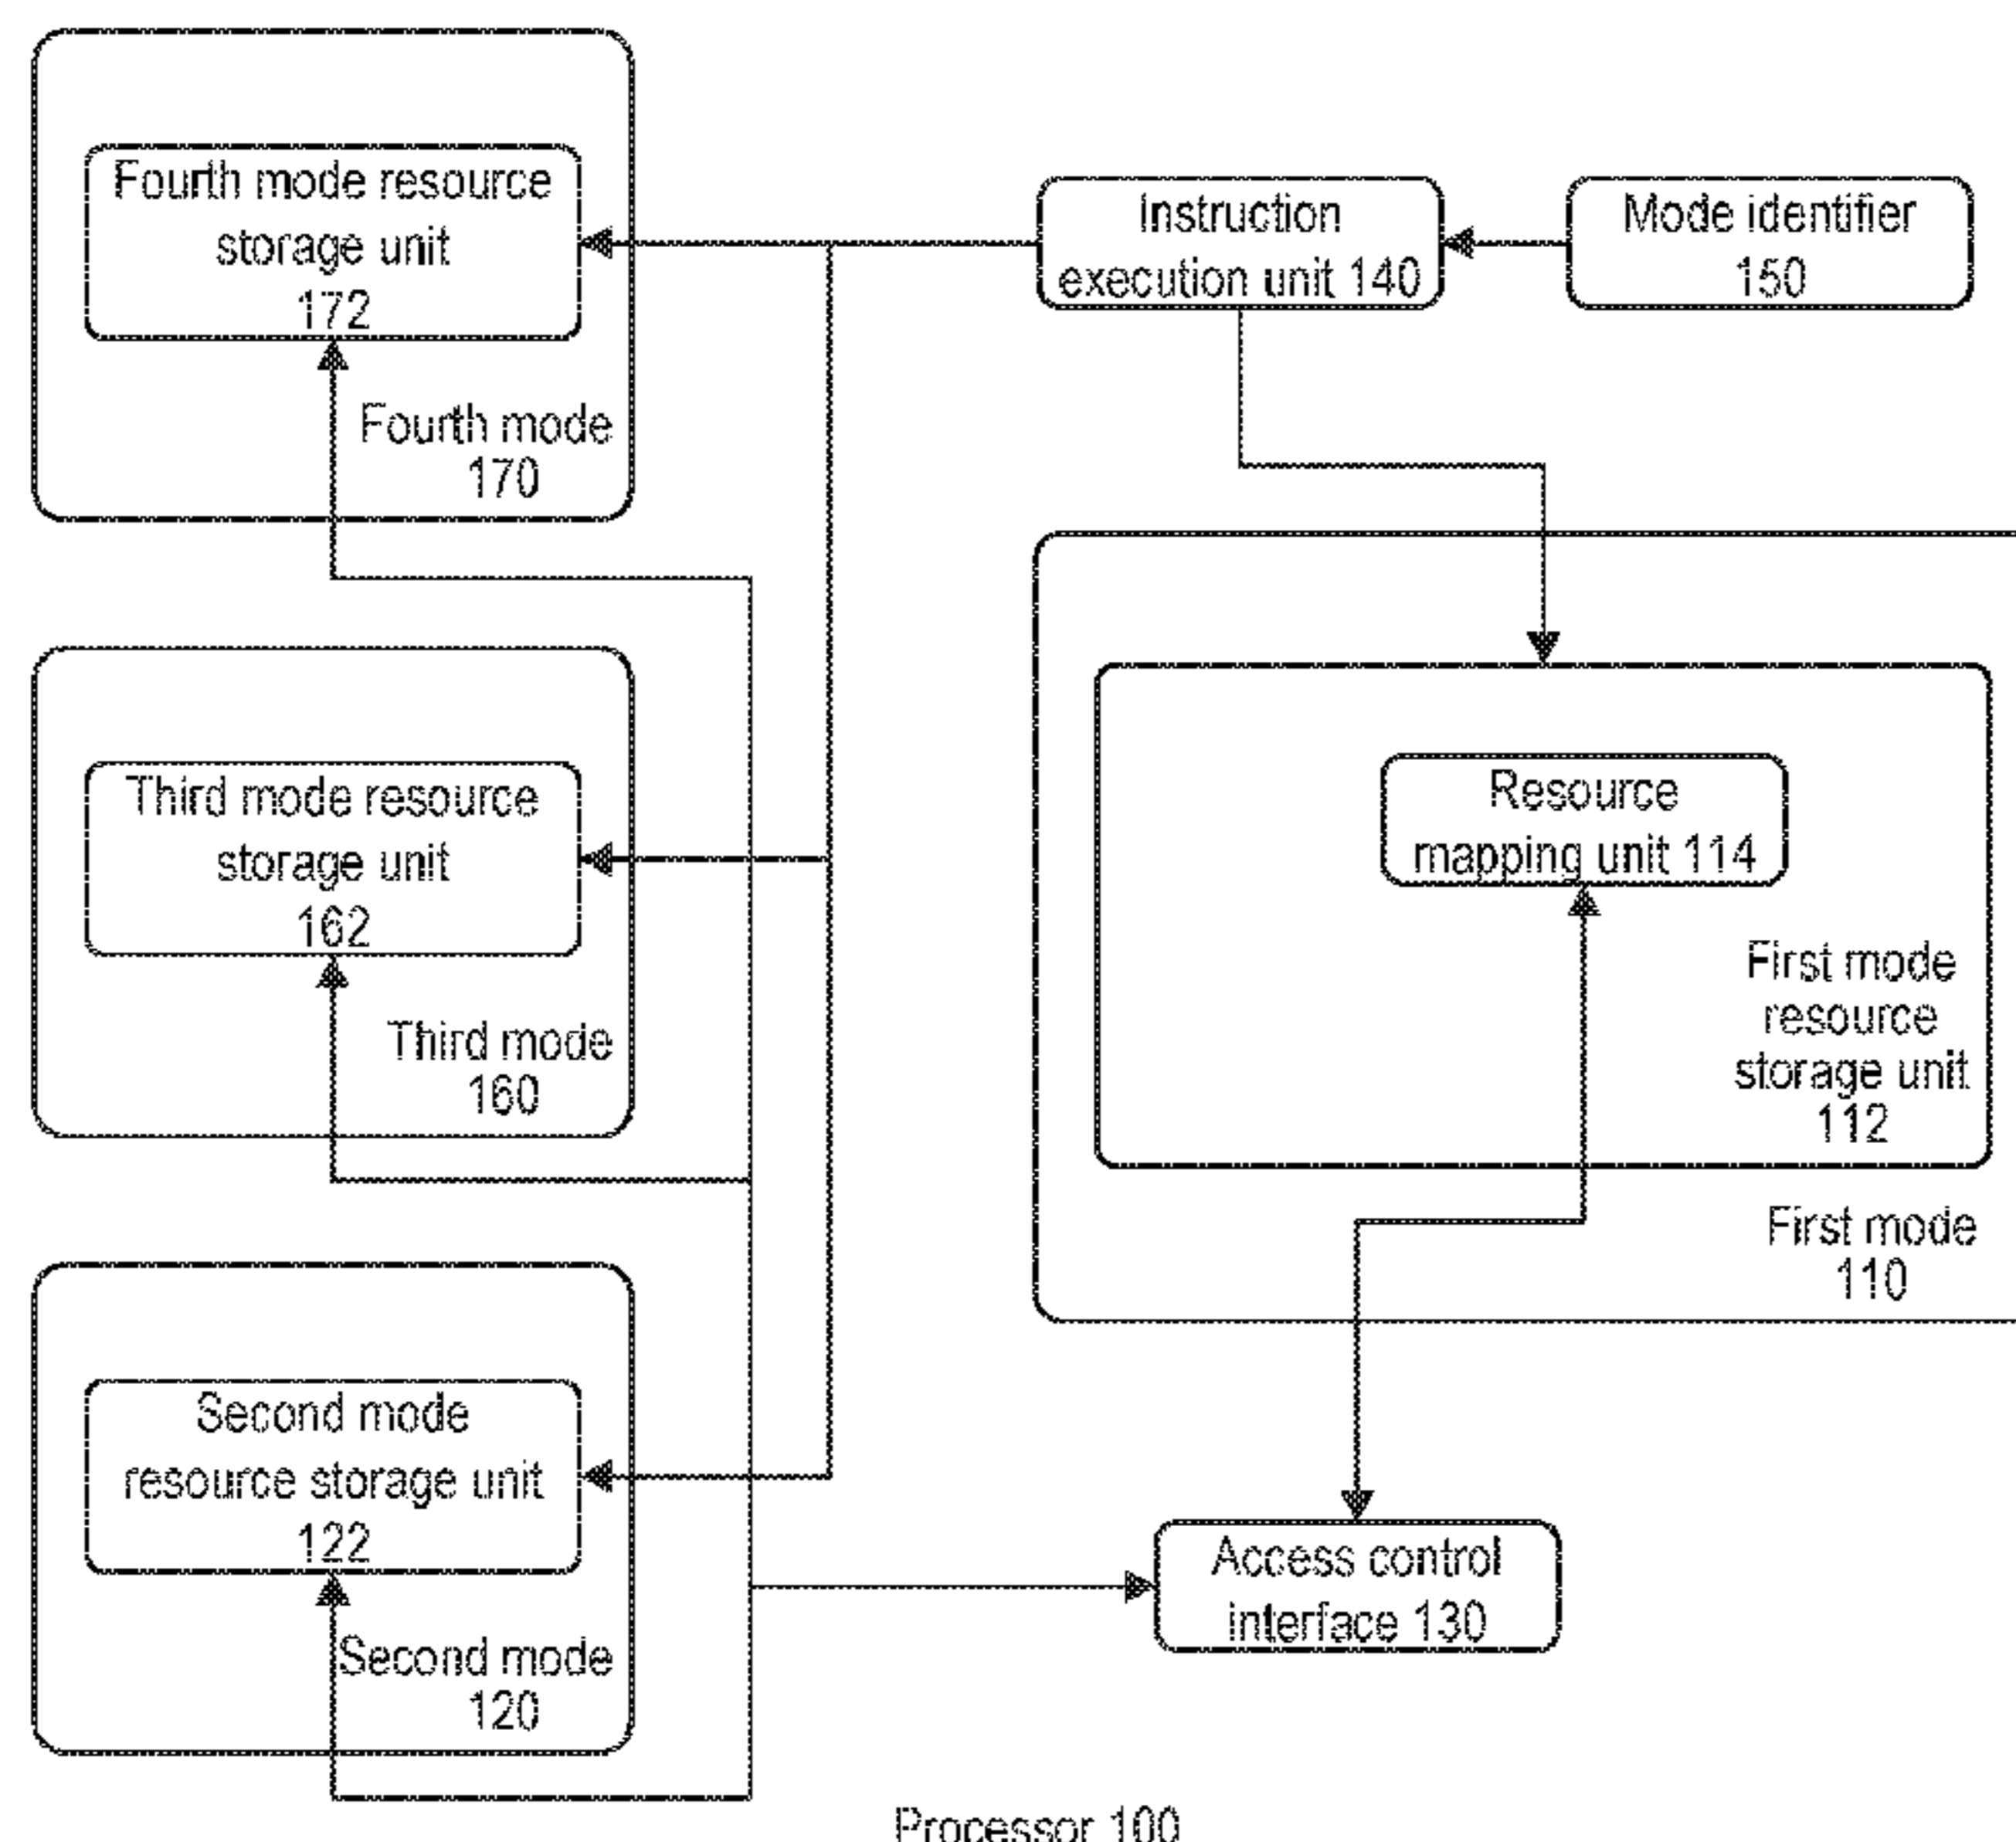 Fourth mode resource
storage unit
172
Fourth mode
170
Instruction
execution unit 140
Mode identifier
150
Third mode resource
storage unit
162
Third mode
160
Resource
mapping unit 114
First mode
resource
storage unit
112
First mode
110
Second mode
resource storage unit
122
Second mode
120
Access control
interface 130
Processor 100